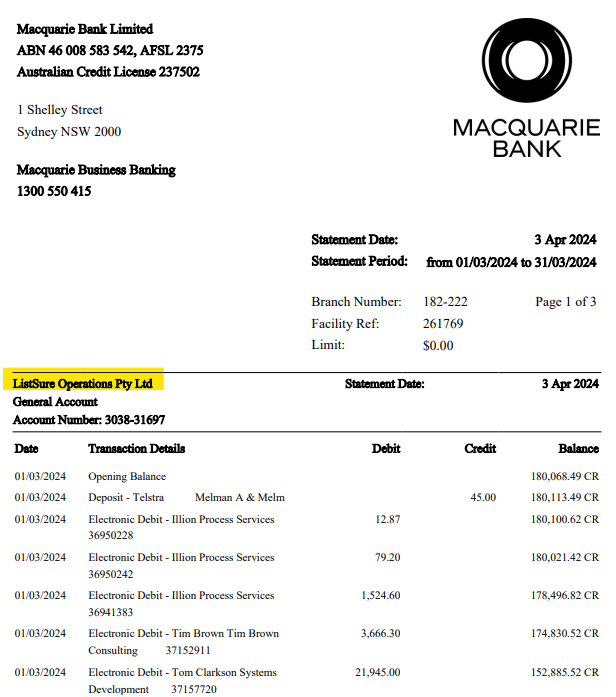 Macquarie Bank Limited
ABN 46 008 583 542, AFSL 2375
Australian Credit License 237502
1 Shelley Street
Sydney NSW 2000
MACQUARIE
BANK
Macquarie Business Banking
1300 550 415
Statement Date: 3 Apr 2024
Statement Period: from 01/03/2024 to 31/03/2024
Branch Number: 182-222 Page 1 of 3
Facility Ref: 261769
Limit: $0.00
ListSure Operations Pty Ltd Statement Date: 3 Apr 2024
General Account
Account Number: 3038-31697
Date Transaction Details Debit Credit Balance
01/03/2024 Opening Balance 180,068.49 CR
01/03/2024 Deposit - Telstra Melman A & Melm 45.00 180,113.49 CR
01/03/2024 Electronic Debit - Illion Process Services 12.87 180,100.62 CR
36950228
01/03/2024 Electronic Debit - Illion Process Services 79.20 180,021.42 CR
36950242
01/03/2024 Electronic Debit - Illion Process Services 1,524.60 178,496.82 CR
36941383
01/03/2024 Electronic Debit - Tim Brown Tim Brown 3,666.30 174,830.52 CR
Consulting 37152911
01/03/2024 Electronic Debit - Tom Clarkson Systems 21,945.00 152,885.52 CR
Development 37157720